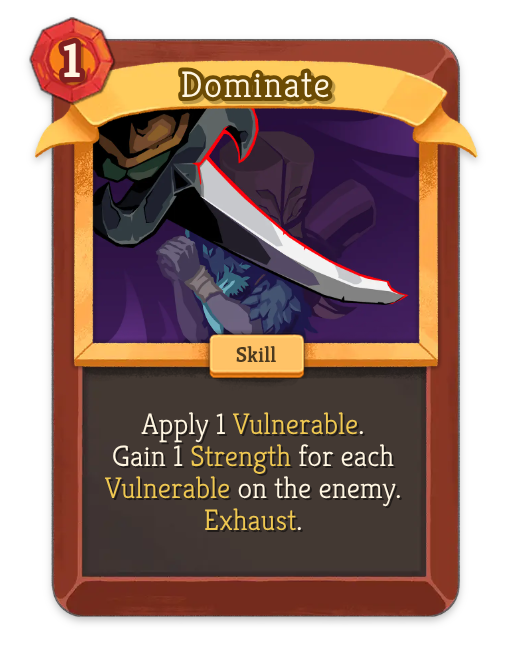 1
Dominate
Skill
Apply 1 Vulnerable.
Gain 1 Strength for each
Vulnerable on the enemy.
Exhaust.